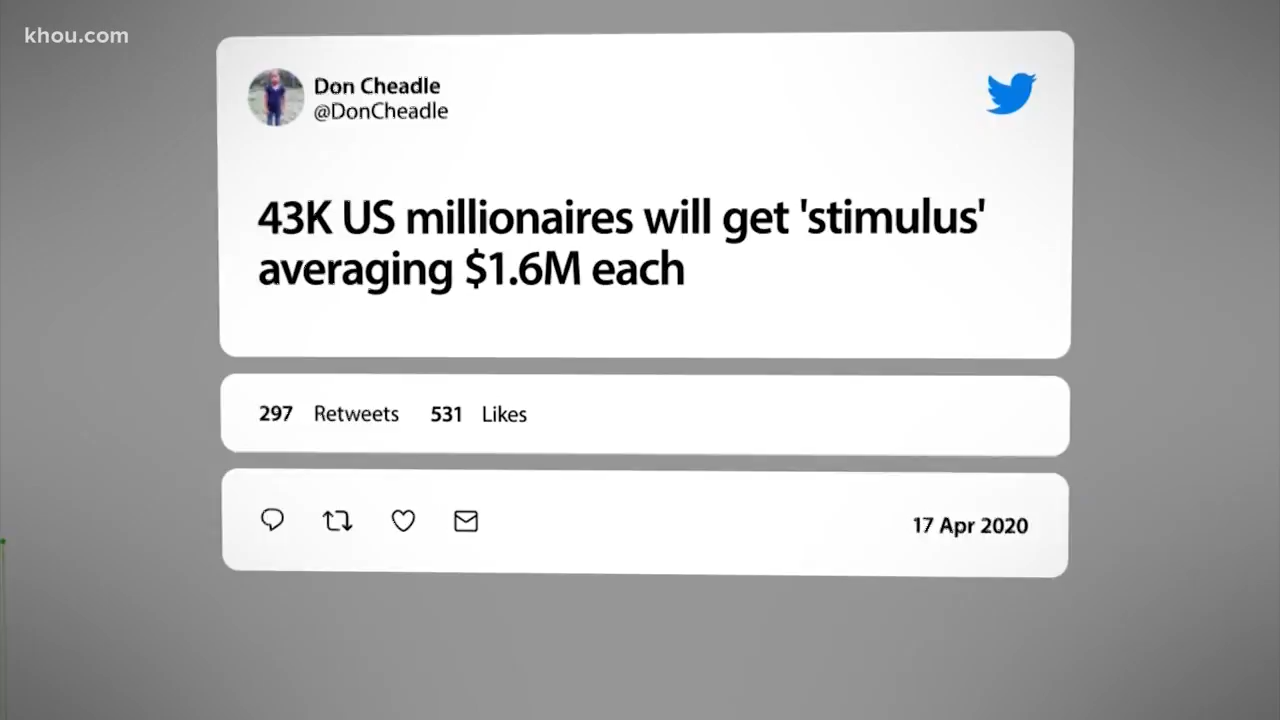 khou.com
Don Cheadle
@DonCheadle
43K US millionaires will get 'stimulus'
averaging $1.6M each
297 Retweets 531 Likes
17 Apr 2020